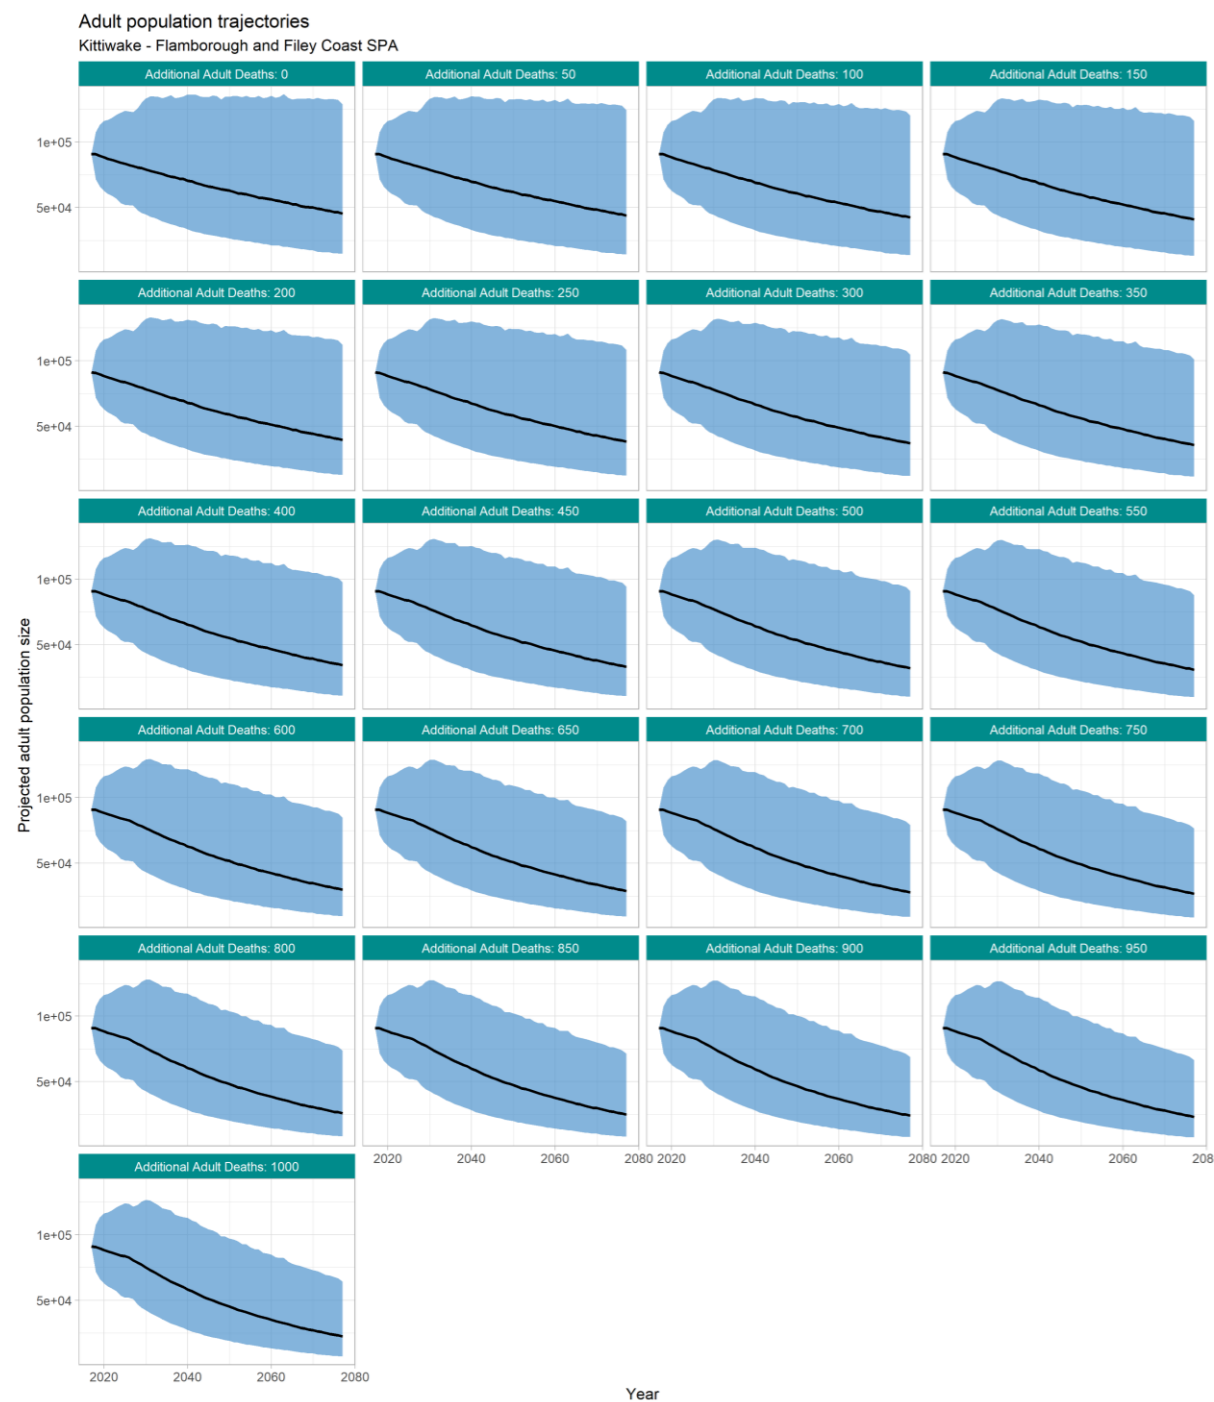 Adult population trajectories
Kittiwake - Flamborough and Filey Coast SPA
Additional Adult Deaths: 0 Additional Adult Deaths: 50 Additional Adult Deaths: 100 Additional Adult Deaths: 150
1e+05
5e+04
Additional Adult Deaths: 200 Additional Adult Deaths: 250 Additional Adult Deaths: 300 Additional Adult Deaths: 350
1e+05
5e+04
Additional Adult Deaths: 400 Additional Adult Deaths: 450 Additional Adult Deaths: 500 Additional Adult Deaths: 550
1e+05
5e+04
Projected adult population size
Additional Adult Deaths: 600 Additional Adult Deaths: 650 Additional Adult Deaths: 700 Additional Adult Deaths: 750
1e+05
5e+04
Additional Adult Deaths: 800 Additional Adult Deaths: 850 Additional Adult Deaths: 900 Additional Adult Deaths: 950
1e+05
5e+04
2020 2040 2060 2080 2020 2040 2060 2080 2020 2040 2060 208
Additional Adult Deaths: 1000
1e+05
5e+04
2020 2040 2060 2080
Year